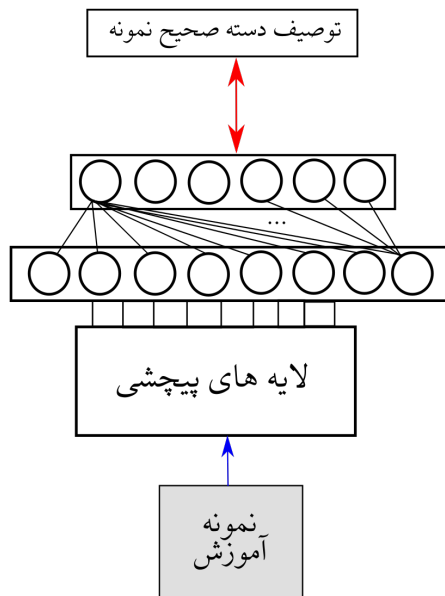 توصیف دسته صحیح نمونه
...
لایه های پیچشی
نمونه
آموزش